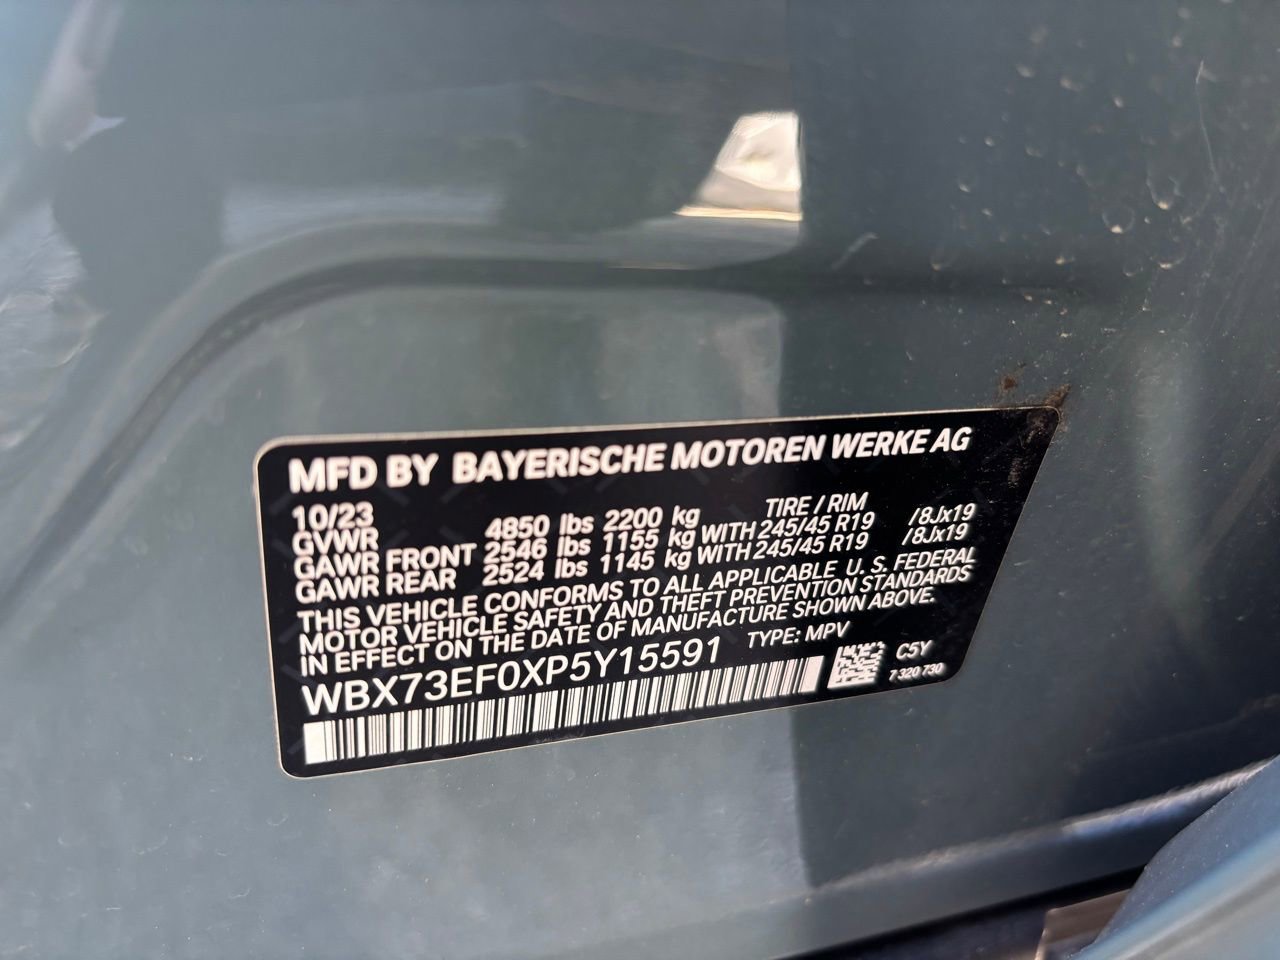 MFD BY BAYERISCHE MOTOREN WERKE AG
10/23 TIRE / RIM
GVWR 4850 lbs 2200 kg
GAWR FRONT 2546 lbs 1155 kg WITH 245/45 R19 /8Jx19
GAWR REAR 2524 lbs 1145 kg WITH 245/45 R19 /8Jx19
THIS VEHICLE CONFORMS TO ALL APPLICABLE U. S. FEDERAL
MOTOR VEHICLE SAFETY AND THEFT PREVENTION STANDARDS
IN EFFECT ON THE DATE OF MANUFACTURE SHOWN ABOVE.
WBX73EF0XP5Y15591 TYPE: MPV
C5Y
7 320 730